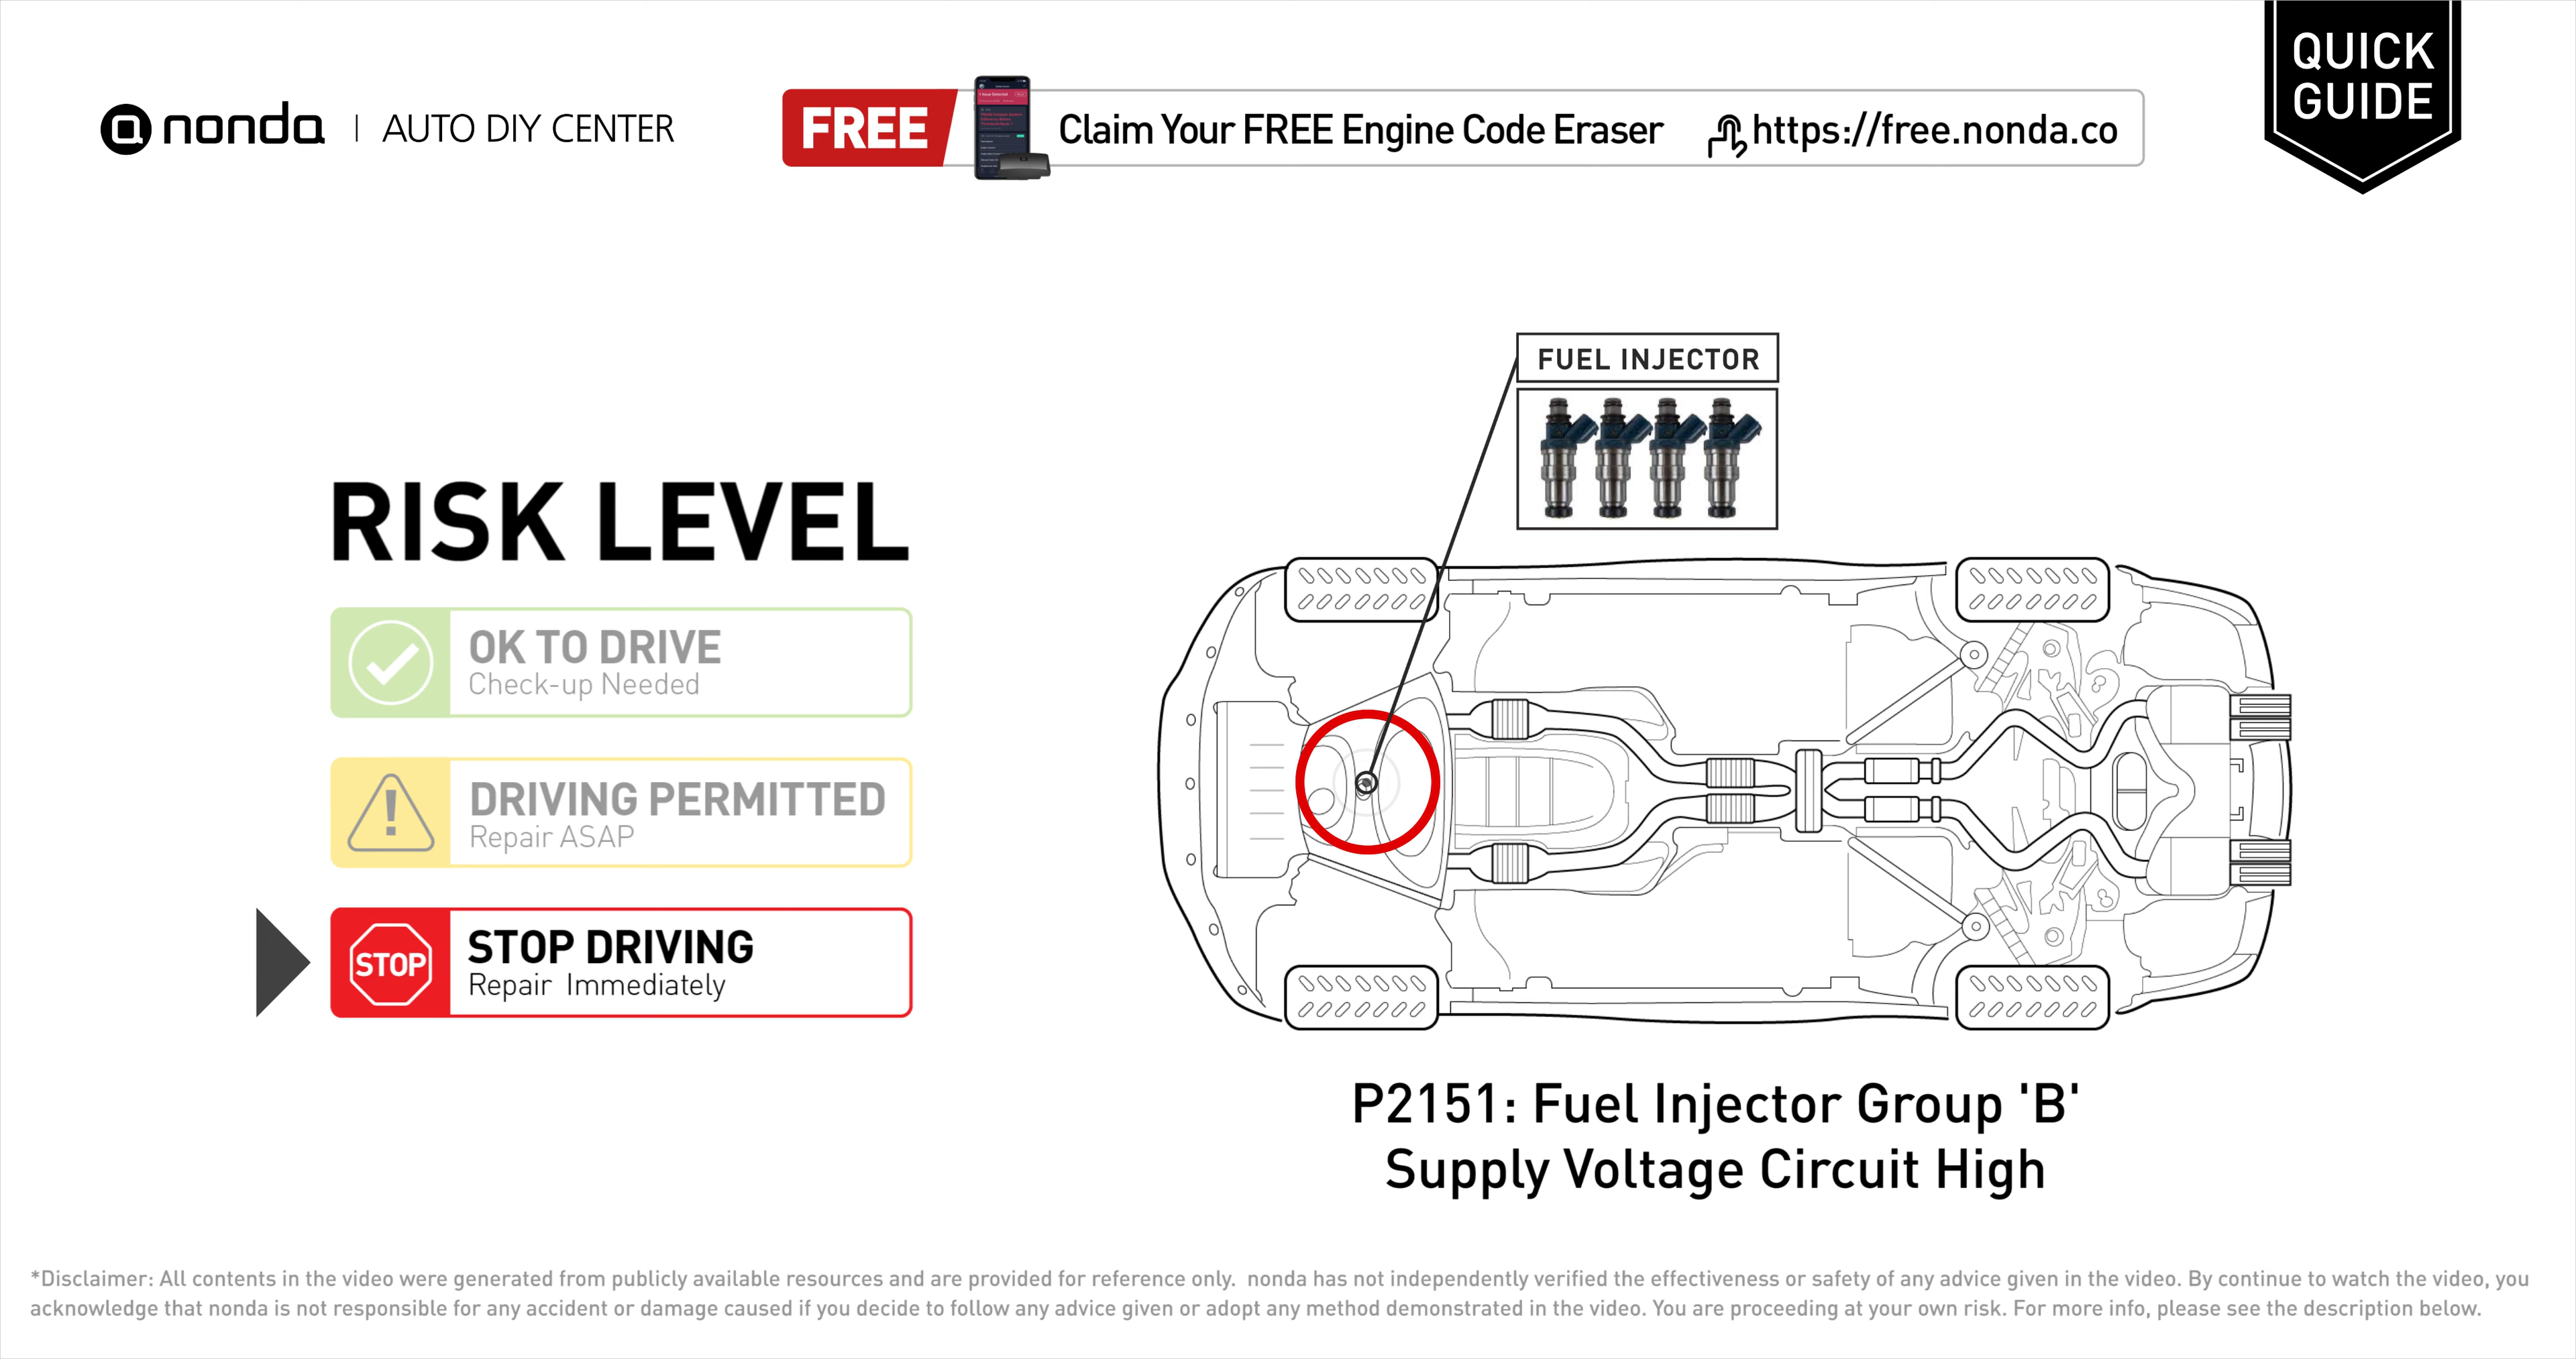 nonda | AUTO DIY CENTER
FREE
Claim Your FREE Engine Code Eraser
https://free.nonda.co
QUICK
GUIDE
FUEL INJECTOR
RISK LEVEL
OK TO DRIVE
Check-up Needed
DRIVING PERMITTED
Repair ASAP
STOP
STOP DRIVING
Repair Immediately
P2151: Fuel Injector Group 'B'
Supply Voltage Circuit High
*Disclaimer: All contents in the video were generated from publicly available resources and are provided for reference only. nonda has not independently verified the effectiveness or safety of any advice given in the video. By continue to watch the video, you
acknowledge that nonda is not responsible for any accident or damage caused if you decide to follow any advice given or adopt any method demonstrated in the video. You are proceeding at your own risk. For more info, please see the description below.